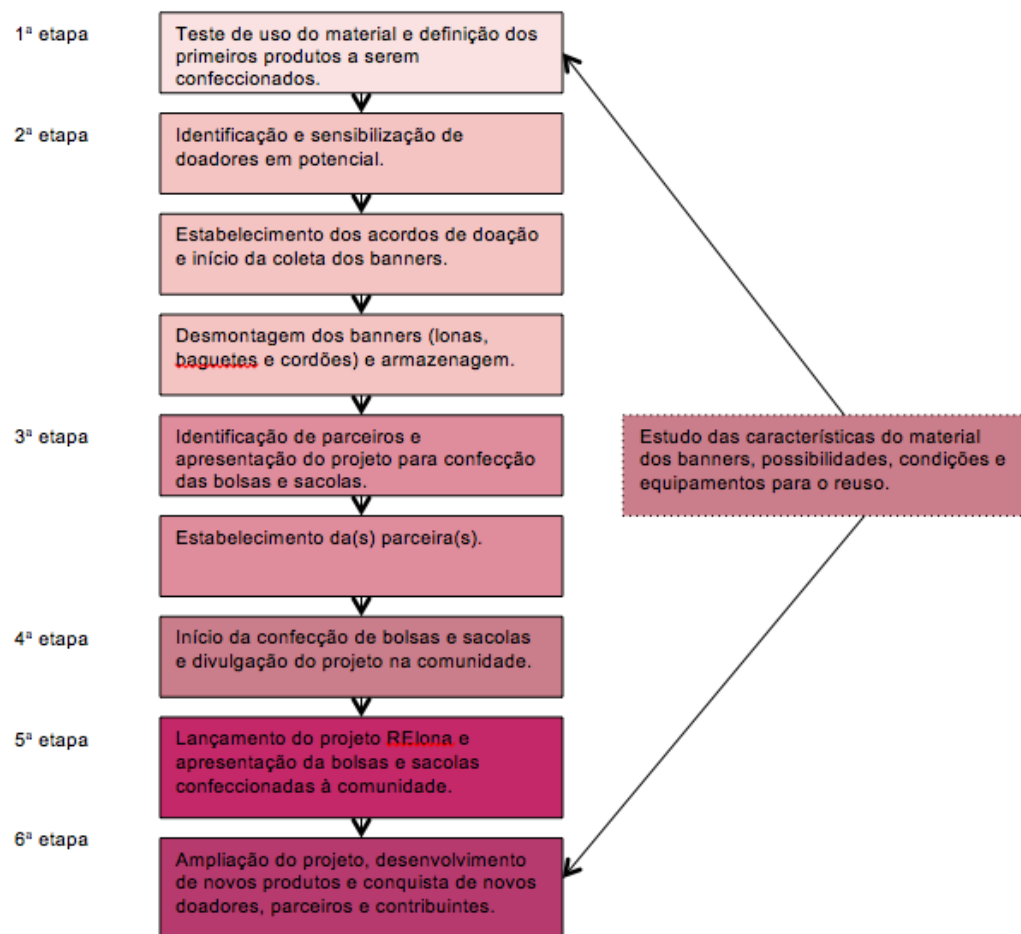 1ª etapa
Teste de uso do material e definição dos
primeiros produtos a serem
confeccionados.
2ª etapa
Identificação e sensibilização de
doadores em potencial.
Estabelecimento dos acordos de doação
e início da coleta dos banners.
Desmontagem dos banners (lonas,
baguetes e cordões) e armazenagem.
3ª etapa
Identificação de parceiros e
apresentação do projeto para confecção
das bolsas e sacolas.
Estudo das características do material
dos banners, possibilidades, condições e
equipamentos para o reuso.
Estabelecimento da(s) parceira(s).
4ª etapa
Início da confecção de bolsas e sacolas
e divulgação do projeto na comunidade.
5ª etapa
Lançamento do projeto RElona e
apresentação da bolsas e sacolas
confeccionadas à comunidade.
6ª etapa
Ampliação do projeto, desenvolvimento
de novos produtos e conquista de novos
doadores, parceiros e contribuintes.